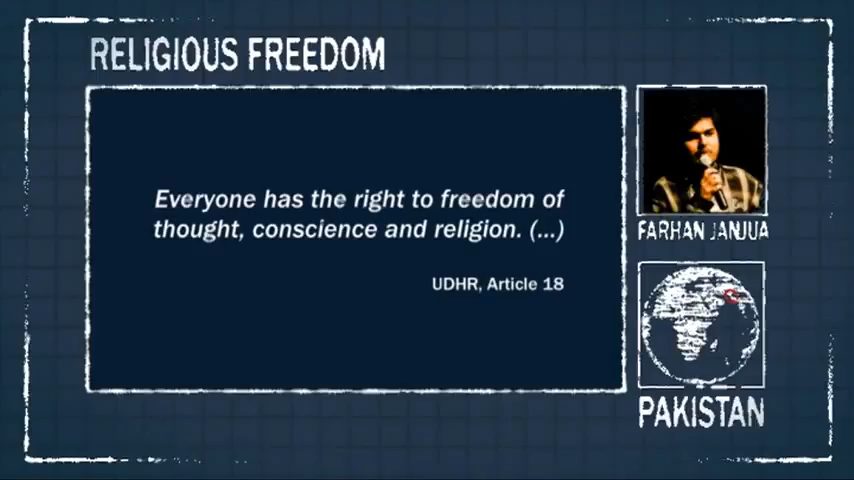 RELIGIOUS FREEDOM
Everyone has the right to freedom of
thought, conscience and religion. (...)
UDHR, Article 18
FARHAN JANJUA
PAKISTAN